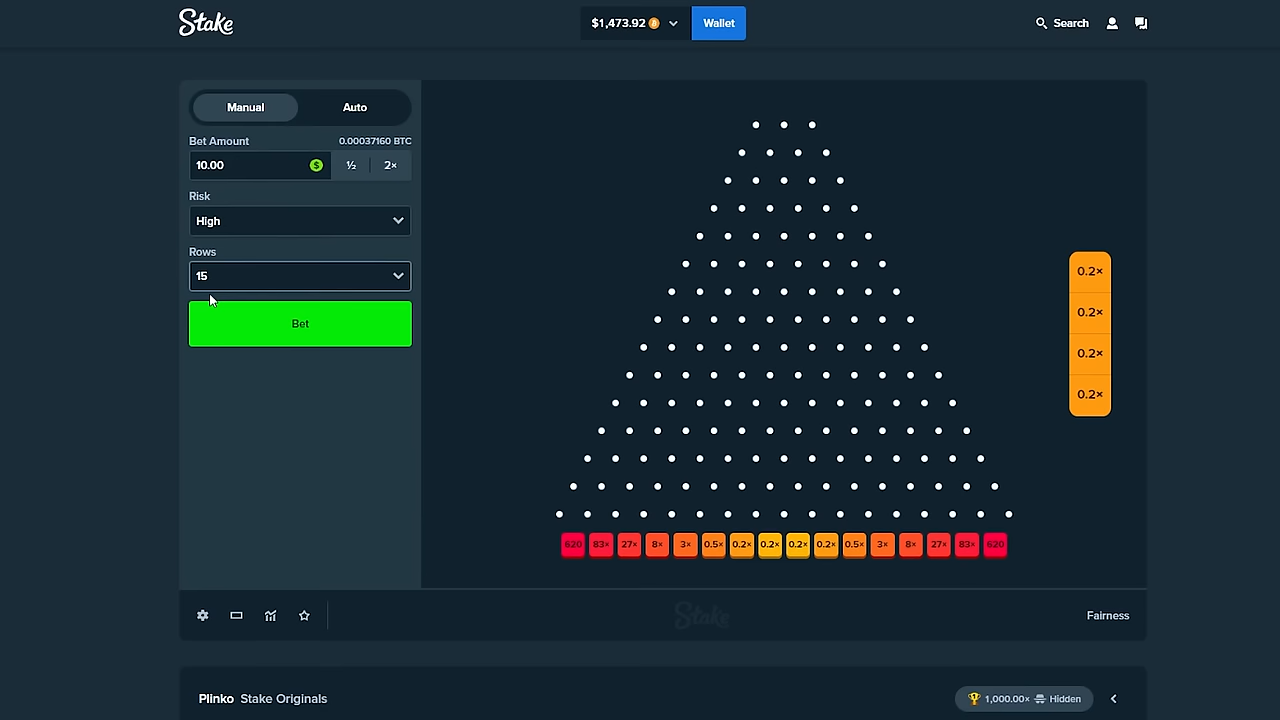 Stake
$1,473.92
Wallet
Search
Manual Auto
Bet Amount 0.00037160 BTC
10.00 $ ½ 2×
Risk
High
Rows
15
Bet
0.2×
0.2×
0.2×
0.2×
620 83× 27× 8× 3× 0.5× 0.2× 0.2× 0.2× 0.2× 0.5× 3× 8× 27× 83× 620
Stake
Fairness
Plinko Stake Originals
1,000.00× Hidden